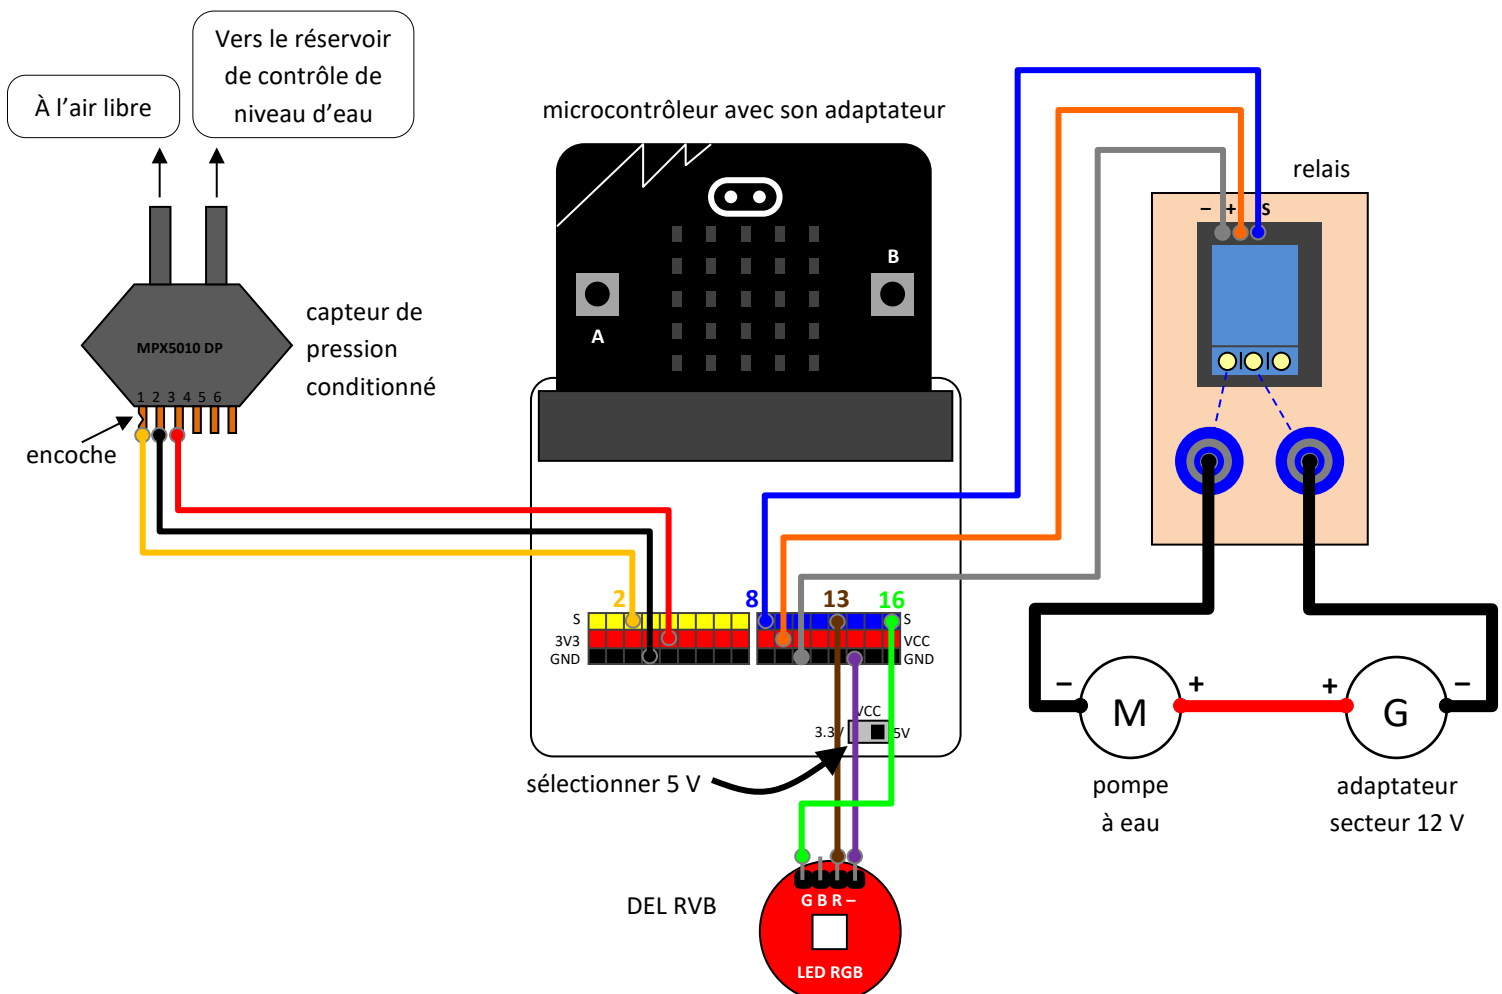 À l’air libre
Vers le réservoir
de contrôle de
niveau d’eau
microcontrôleur avec son adaptateur
relais
– + S
A
B
MPX5010 DP
capteur de
pression
conditionné
1 2 3 4 5 6
encoche
2
8
13
16
S
3V3
GND
S
VCC
GND
VCC
3.3V
5V
sélectionner 5 V
DEL RVB
G B R –
LED RGB
– M +
+ G –
pompe
à eau
adaptateur
secteur 12 V